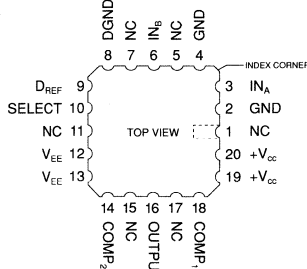 DGND NC IN_B NC GND
8 7 6 5 4
INDEX CORNER
D_REF 9
SELECT 10
NC 11
V_EE 12
V_EE 13
TOP VIEW
3 IN_A
2 GND
1 NC
20 +V_cc
19 +V_cc
14 15 16 17 18
COMP_2 NC OUTPU NC COMP_1